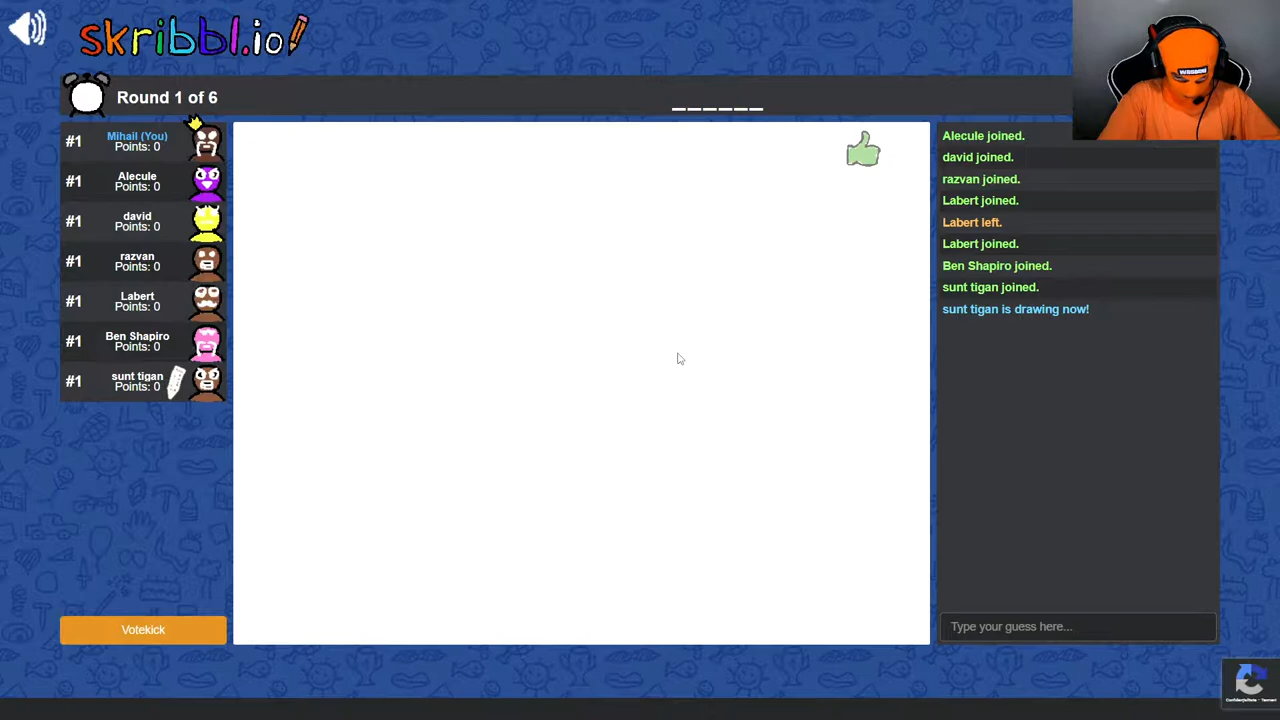 skribbl.io
Round 1 of 6
______
#1 Mihail (You)
Points: 0
#1 Alecule
Points: 0
#1 david
Points: 0
#1 razvan
Points: 0
#1 Labert
Points: 0
#1 Ben Shapiro
Points: 0
#1 sunt tigan
Points: 0
Votekick
Alecule joined.
david joined.
razvan joined.
Labert joined.
Labert left.
Labert joined.
Ben Shapiro joined.
sunt tigan joined.
sunt tigan is drawing now!
Type your guess here...